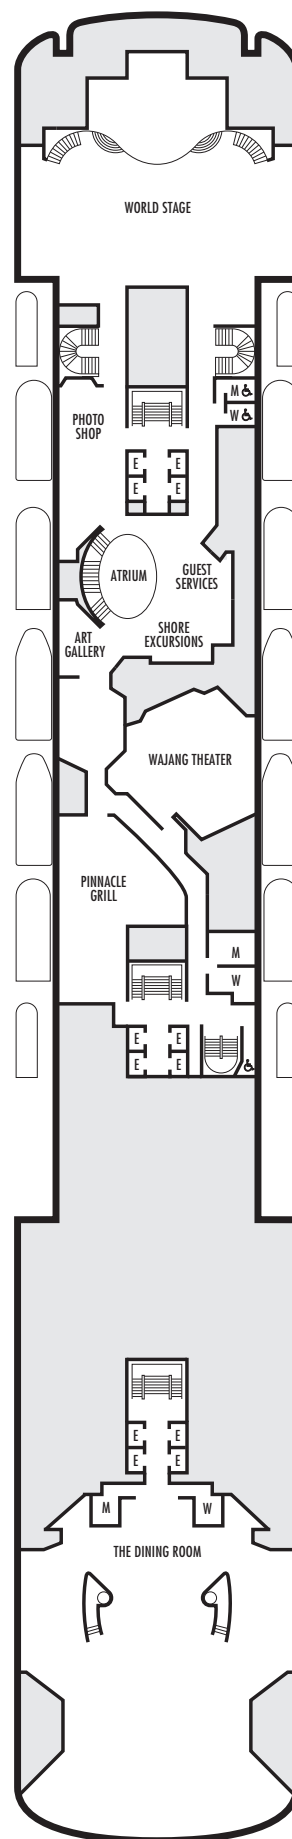 WORLD STAGE
M
W
PHOTO
SHOP
E E
E E
ATRIUM
GUEST
SERVICES
ART
GALLERY
SHORE
EXCURSIONS
WAJANG THEATER
PINNACLE
GRILL
M
W
E E
E E
E E
E E
M W
THE DINING ROOM